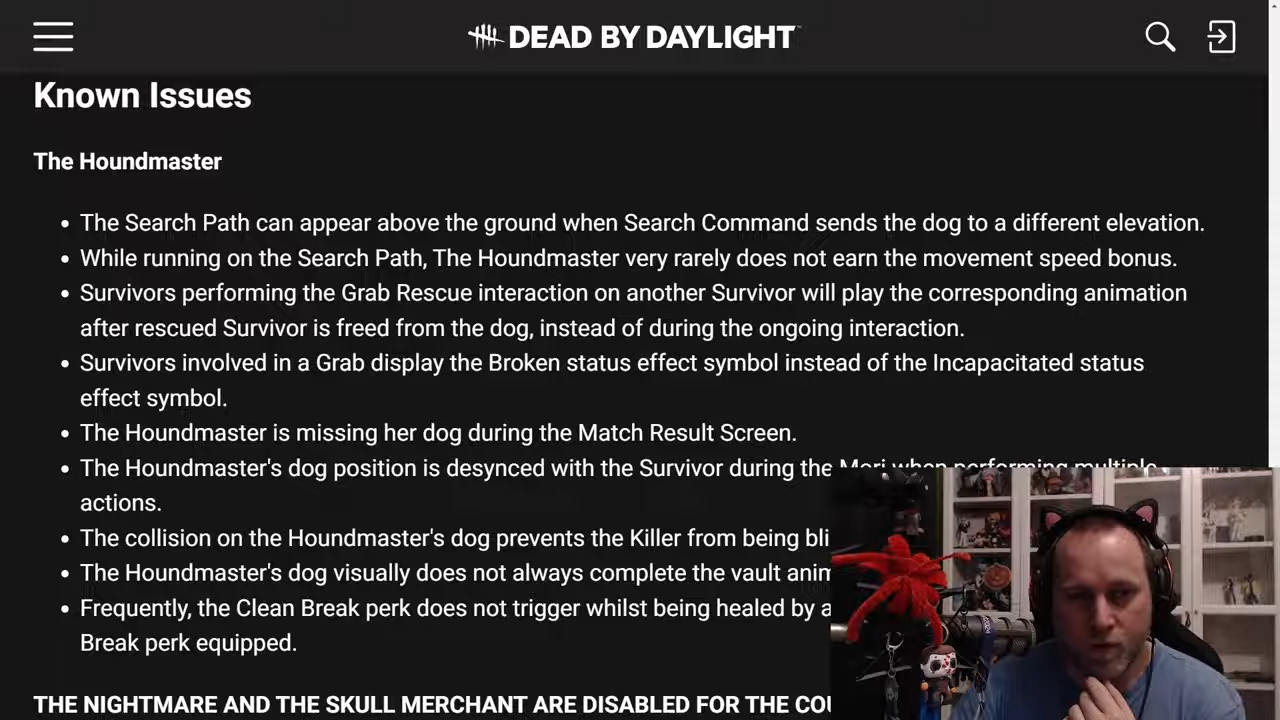 DEAD BY DAYLIGHT
Known Issues
The Houndmaster
• The Search Path can appear above the ground when Search Command sends the dog to a different elevation.
• While running on the Search Path, The Houndmaster very rarely does not earn the movement speed bonus.
• Survivors performing the Grab Rescue interaction on another Survivor will play the corresponding animation
after rescued Survivor is freed from the dog, instead of during the ongoing interaction.
• Survivors involved in a Grab display the Broken status effect symbol instead of the Incapacitated status
effect symbol.
• The Houndmaster is missing her dog during the Match Result Screen.
• The Houndmaster's dog position is desynced with the Survivor during the Mori when performing multiple
actions.
• The collision on the Houndmaster's dog prevents the Killer from being
• The Houndmaster's dog visually does not always complete the vault
• Frequently, the Clean Break perk does not trigger whilst being healed by a
Break perk equipped.
THE NIGHTMARE AND THE SKULL MERCHANT ARE DISABLED FOR THE